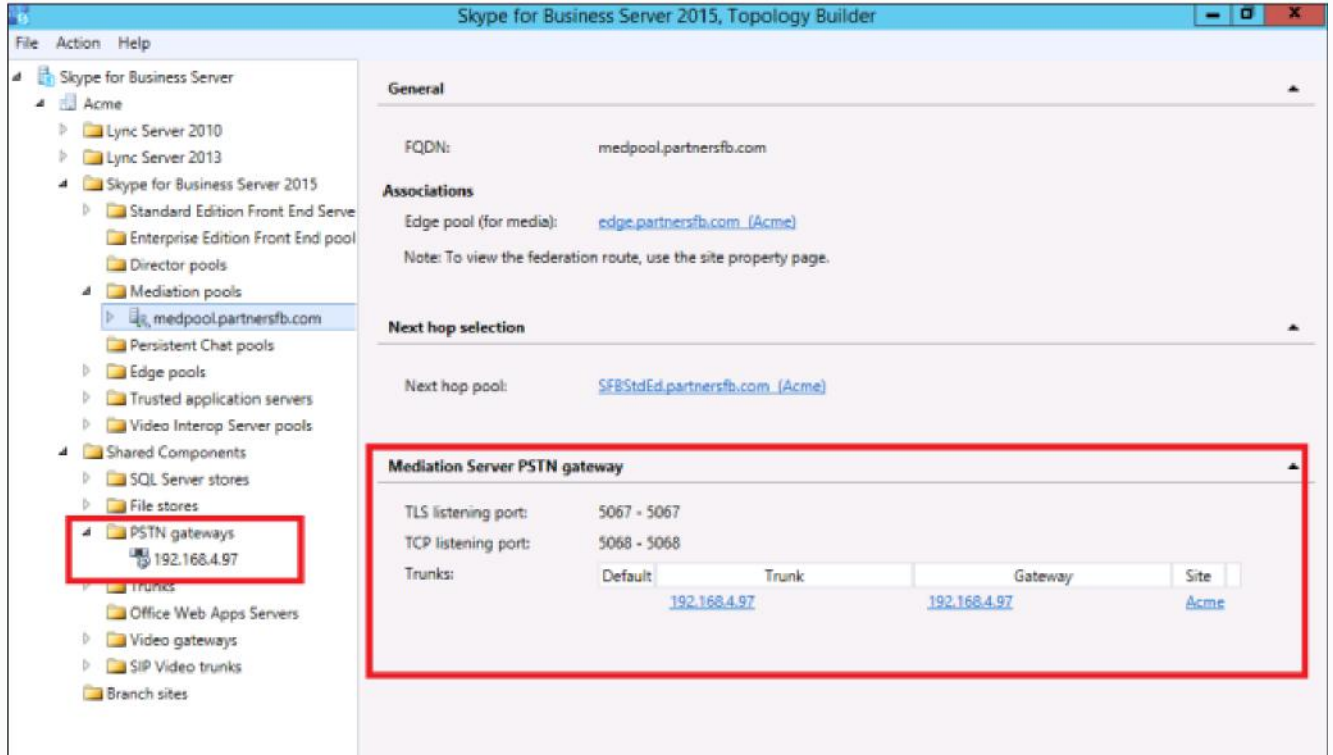 Skype for Business Server 2015, Topology Builder
File Action Help
Skype for Business Server
Acme
Lync Server 2010
Lync Server 2013
Skype for Business Server 2015
Standard Edition Front End Serve
Enterprise Edition Front End pool
Director pools
Mediation pools
medpool.partnersfb.com
Persistent Chat pools
Edge pools
Trusted application servers
Video Interop Server pools
Shared Components
SQL Server stores
File stores
PSTN gateways
192.168.4.97
Trunks
Office Web Apps Servers
Video gateways
SIP Video trunks
Branch sites
General
FQDN: medpool.partnersfb.com
Associations
Edge pool (for media): edge.partnersfb.com (Acme)
Note: To view the federation route, use the site property page.
Next hop selection
Next hop pool: SFBStdEd.partnersfb.com (Acme)
Mediation Server PSTN gateway
TLS listening port: 5067 - 5067
TCP listening port: 5068 - 5068
Trunks: Default Trunk Gateway Site
192.168.4.97 192.168.4.97 Acme